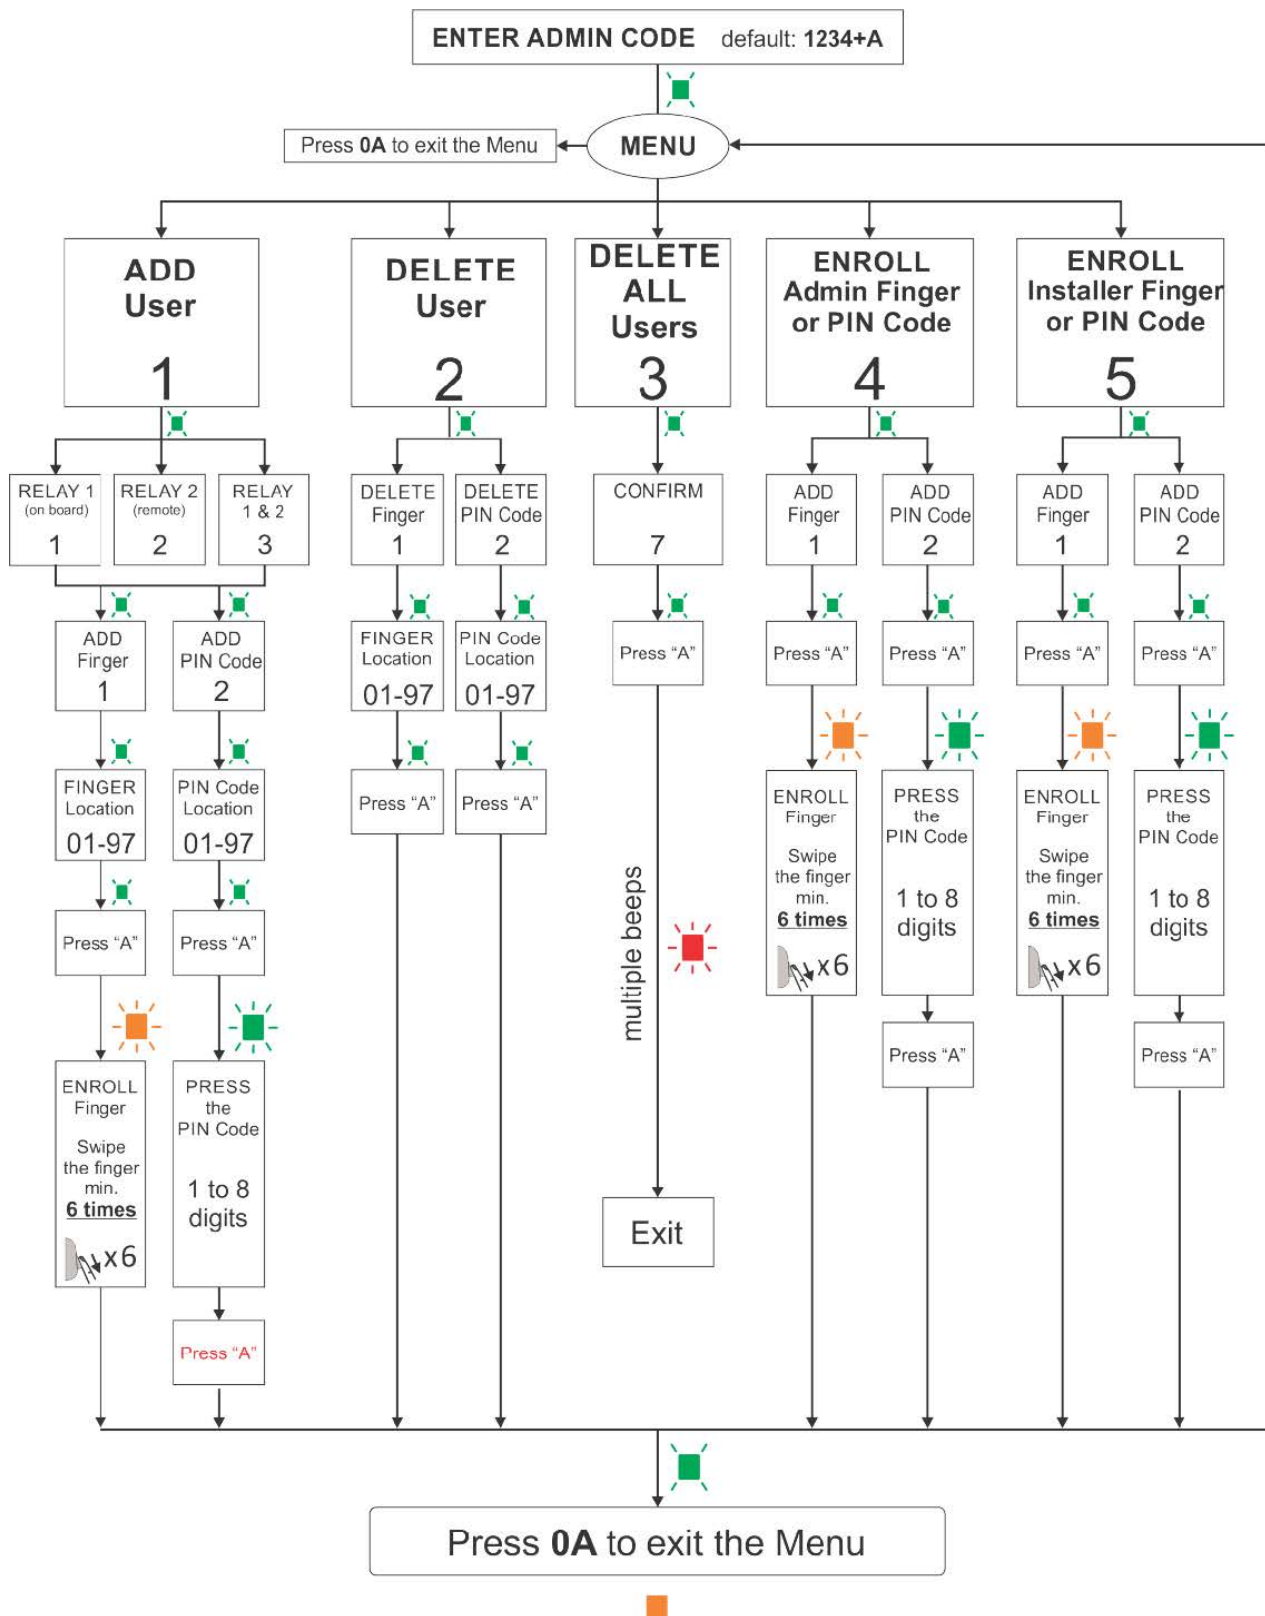 ENTER ADMIN CODE default: 1234+A
Press 0A to exit the Menu
MENU
ADD
User
1
DELETE
User
2
DELETE
ALL
Users
3
ENROLL
Admin Finger
or PIN Code
4
ENROLL
Installer Finger
or PIN Code
5
RELAY 1
(on board)
1
RELAY 2
(remote)
2
RELAY
1 & 2
3
DELETE
Finger
1
DELETE
PIN Code
2
CONFIRM
7
ADD
Finger
1
ADD
PIN Code
2
ADD
Finger
1
ADD
PIN Code
2
ADD
Finger
1
ADD
PIN Code
2
FINGER
Location
01-97
PIN Code
Location
01-97
Press “A”
Press “A”
Press “A”
Press “A”
Press “A”
FINGER
Location
01-97
PIN Code
Location
01-97
Press “A”
Press “A”
ENROLL
Finger
Swipe
the finger
min.
6 times
x6
PRESS
the
PIN Code
1 to 8
digits
ENROLL
Finger
Swipe
the finger
min.
6 times
x6
PRESS
the
PIN Code
1 to 8
digits
Press “A”
Press “A”
multiple beeps
Press “A”
Press “A”
ENROLL
Finger
Swipe
the finger
min.
6 times
x6
PRESS
the
PIN Code
1 to 8
digits
Exit
Press “A”
Press 0A to exit the Menu